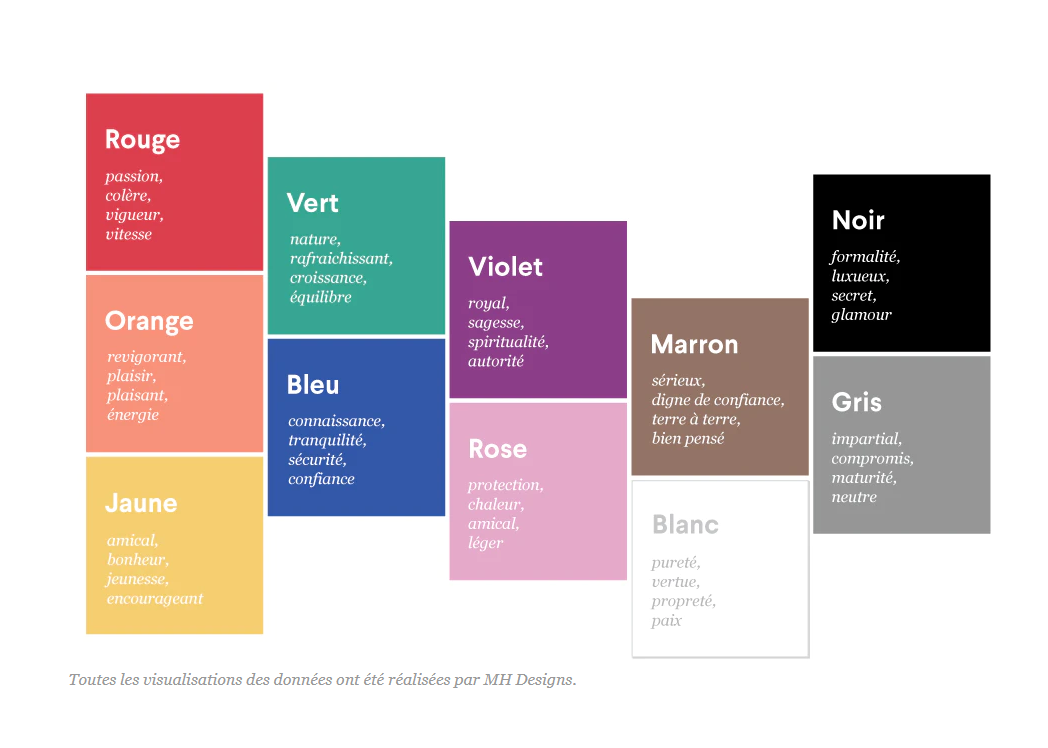 Rouge
passion,
colère,
vigueur,
vitesse
Orange
revigorant,
plaisir,
plaisant,
énergie
Jaune
amical,
bonheur,
jeunesse,
encourageant
Vert
nature,
rafraichissant,
croissance,
équilibre
Bleu
connaissance,
tranquilité,
sécurité,
confiance
Violet
royal,
sagesse,
spiritualité,
autorité
Rose
protection,
chaleur,
amical,
léger
Marron
sérieux,
digne de confiance,
terre à terre,
bien pensé
Blanc
pureté,
vertue,
propreté,
paix
Noir
formalité,
luxueux,
secret,
glamour
Gris
impartial,
compromis,
maturité,
neutre
Toutes les visualisations des données ont été réalisées par MH Designs.